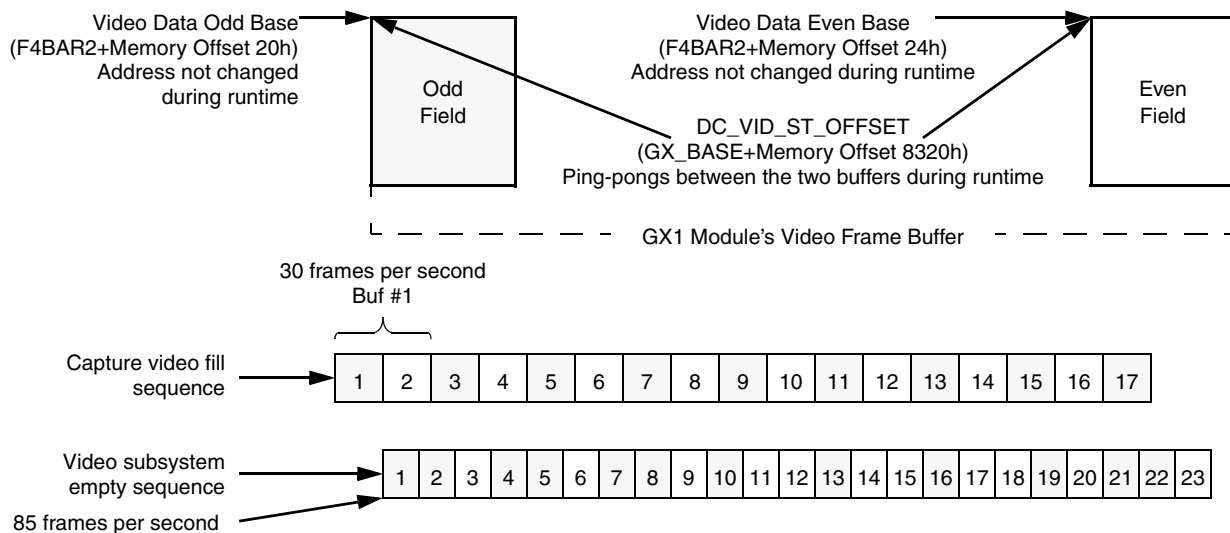 Video Data Odd Base
(F4BAR2+Memory Offset 20h)
Address not changed
during runtime
Odd
Field
Video Data Even Base
(F4BAR2+Memory Offset 24h)
Address not changed during runtime
Even
Field
DC_VID_ST_OFFSET
(GX_BASE+Memory Offset 8320h)
Ping-pongs between the two buffers during runtime
GX1 Module's Video Frame Buffer
30 frames per second
Buf #1
Capture video fill
sequence
1 2 3 4 5 6 7 8 9 10 11 12 13 14 15 16 17
Video subsystem
empty sequence
1 2 3 4 5 6 7 8 9 10 11 12 13 14 15 16 17 18 19 20 21 22 23
85 frames per second